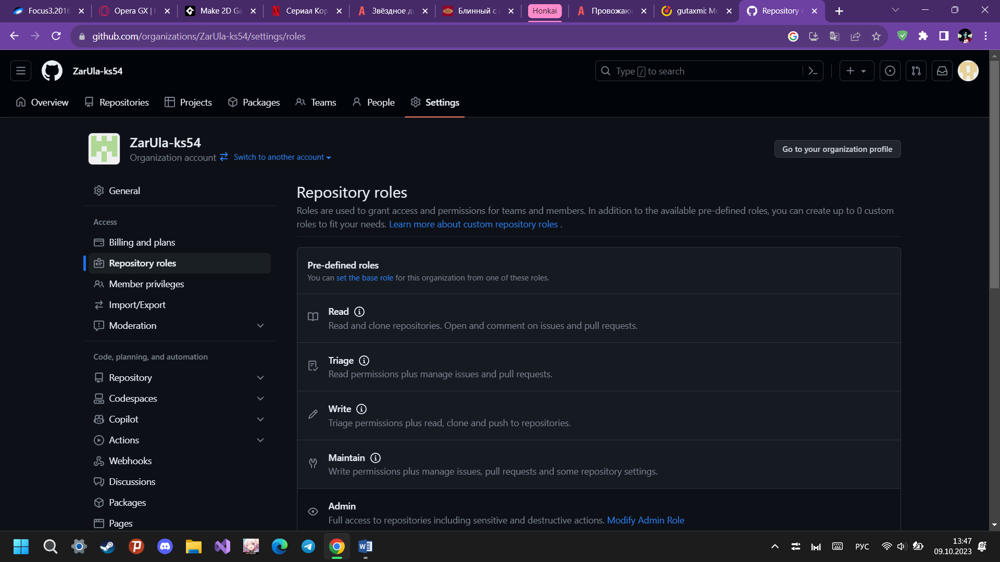 Focus3.2016
Opera GX |
Make 2D Ga
Сериал Кор
Звёздное д
Блинный с
Honkai
Провожаю
gutaxmi: Мо
Repository
github.com/organizations/ZarUla-ks54/settings/roles
ZarUla-ks54
Type / to search
Overview
Repositories
Projects
Packages
Teams
People
Settings
ZarUla-ks54
Organization account Switch to another account
Go to your organization profile
General
Access
Billing and plans
Repository roles
Member privileges
Import/Export
Moderation
Code, planning, and automation
Repository
Codespaces
Copilot
Actions
Webhooks
Discussions
Packages
Pages
Repository roles
Roles are used to grant access and permissions for teams and members. In addition to the available pre-defined roles, you can create up to 0 custom
roles to fit your needs. Learn more about custom repository roles .
Pre-defined roles
You can set the base role for this organization from one of these roles.
Read
Read and clone repositories. Open and comment on issues and pull requests.
Triage
Read permissions plus manage issues and pull requests.
Write
Triage permissions plus read, clone and push to repositories.
Maintain
Write permissions plus manage issues, pull requests and some repository settings.
Admin
Full access to repositories including sensitive and destructive actions. Modify Admin Role
РУС
13:47
09.10.2023